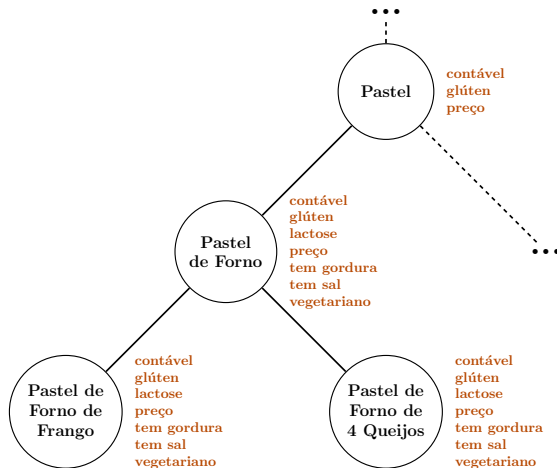 Pastel
contável
glúten
preço
Pastel
de Forno
contável
glúten
lactose
preço
tem gordura
tem sal
vegetariano
Pastel de
Forno de
Frango
contável
glúten
lactose
preço
tem gordura
tem sal
vegetariano
Pastel de
Forno de
4 Queijos
contável
glúten
lactose
preço
tem gordura
tem sal
vegetariano